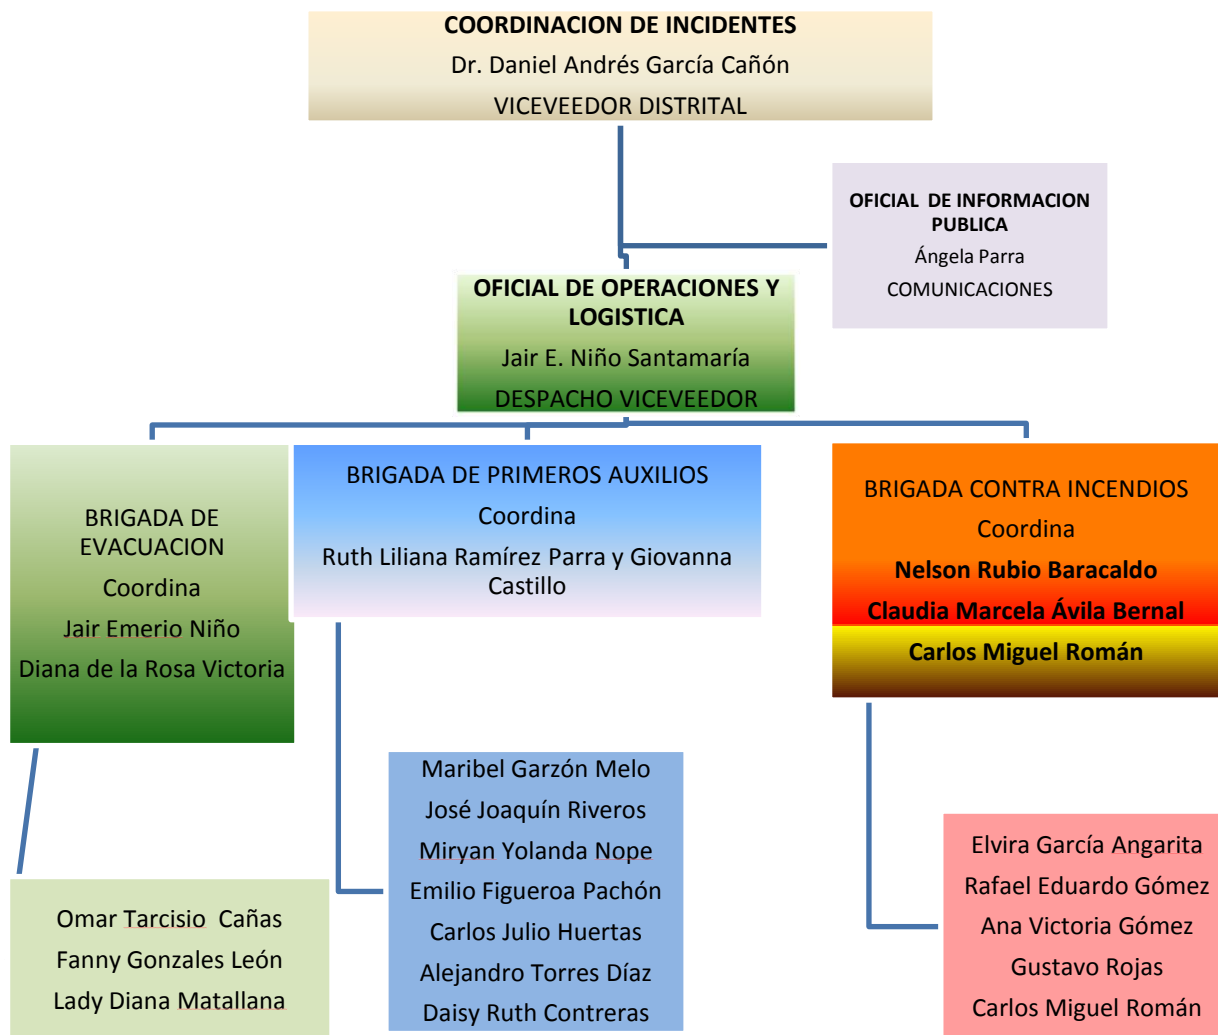 COORDINACION DE INCIDENTES
Dr. Daniel Andrés García Cañón
VICEVEEDOR DISTRITAL
OFICIAL DE INFORMACION
PUBLICA
Ángela Parra
COMUNICACIONES
OFICIAL DE OPERACIONES Y
LOGISTICA
Jair E. Niño Santamaría
DESPACHO VICEVEEDOR
BRIGADA DE
EVACUACION
Coordina
Jair Emerio Niño
Diana de la Rosa Victoria
BRIGADA DE PRIMEROS AUXILIOS
Coordina
Ruth Liliana Ramírez Parra y Giovanna
Castillo
BRIGADA CONTRA INCENDIOS
Coordina
Nelson Rubio Baracaldo
Claudia Marcela Ávila Bernal
Carlos Miguel Román
Omar Tarcisio Cañas
Fanny Gonzales León
Lady Diana Matallana
Maribel Garzón Melo
José Joaquín Riveros
Miryan Yolanda Nope
Emilio Figueroa Pachón
Carlos Julio Huertas
Alejandro Torres Díaz
Daisy Ruth Contreras
Elvira García Angarita
Rafael Eduardo Gómez
Ana Victoria Gómez
Gustavo Rojas
Carlos Miguel Román